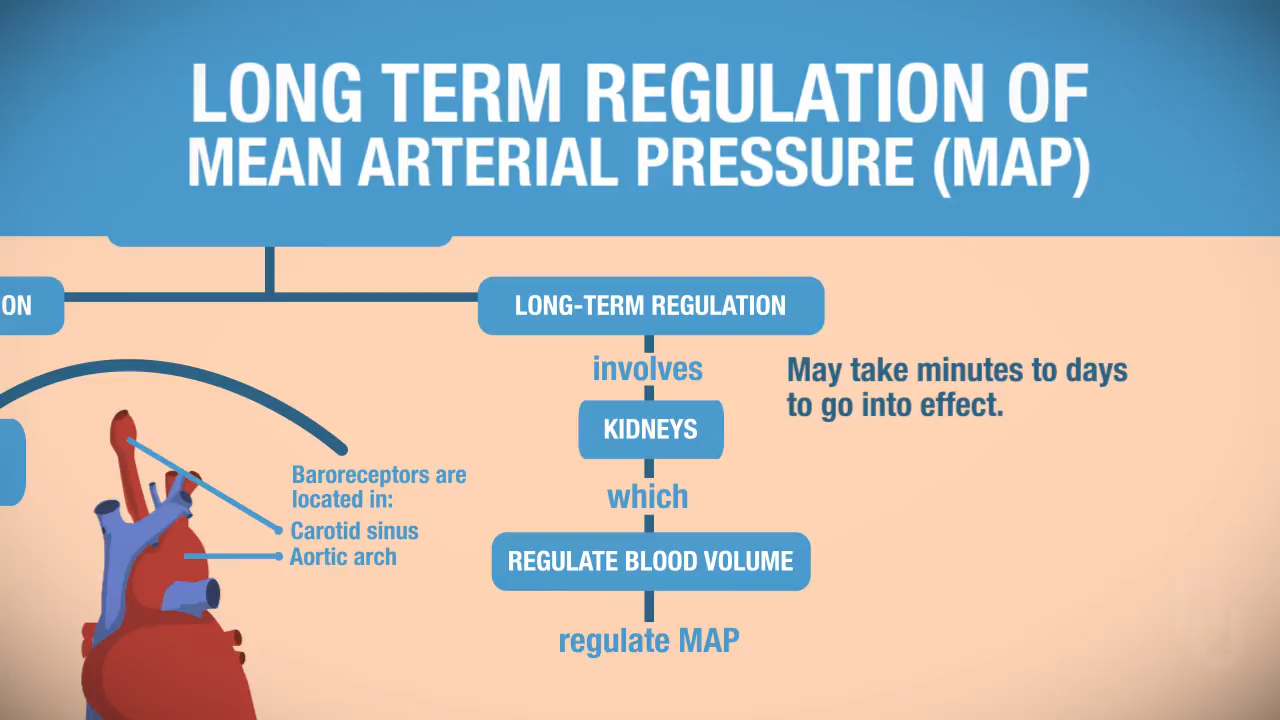 LONG TERM REGULATION OF
MEAN ARTERIAL PRESSURE (MAP)
ON
LONG-TERM REGULATION
involves
May take minutes to days
to go into effect.
KIDNEYS
Baroreceptors are
located in:
Carotid sinus
Aortic arch
which
REGULATE BLOOD VOLUME
regulate MAP